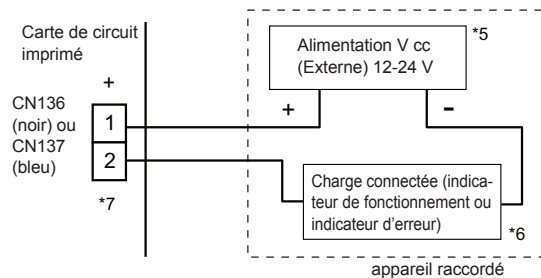 Carte de circuit
imprimé
+
CN136
(noir) ou
CN137
(bleu)
1
2
*7
Alimentation V cc
(Externe) 12-24 V
*5
+
-
Charge connectée (indica-
teur de fonctionnement ou
indicateur d'erreur)
*6
appareil raccordé